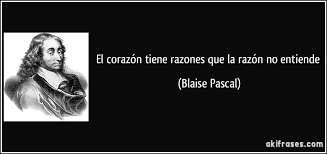 El corazón tiene razones que la razón no entiende
(Blaise Pascal)
akifrases.com